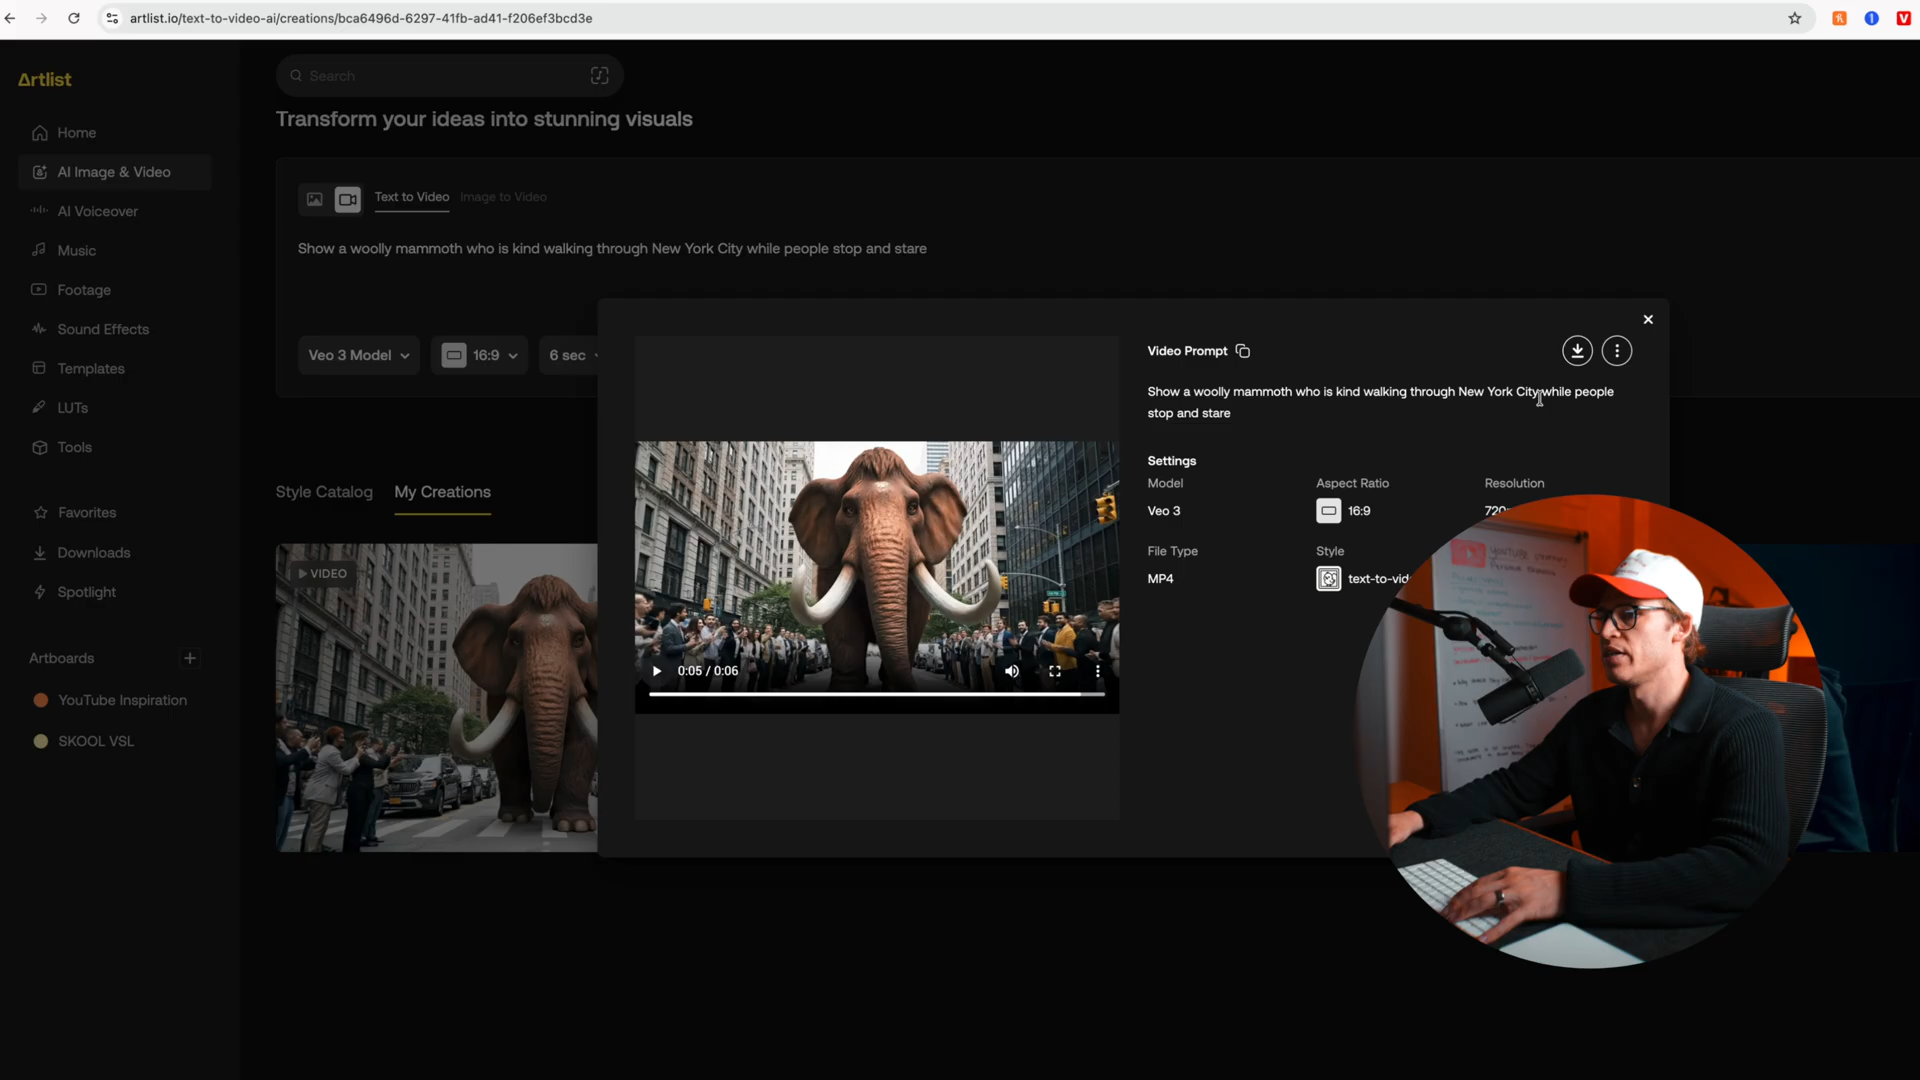 artlist.io/text-to-video-ai/creations/bca6496d-6297-41fb-ad41-f206ef3bcd3e
Artlist
Search
Transform your ideas into stunning visuals
Home
AI Image & Video
AI Voiceover
Music
Footage
Sound Effects
Templates
LUTs
Tools
Favorites
Downloads
Spotlight
Artboards
YouTube Inspiration
SKOOL VSL
Text to Video
Image to Video
Show a woolly mammoth who is kind walking through New York City while people stop and stare
Veo 3 Model
16:9
6 sec
Style Catalog
My Creations
VIDEO
0:05 / 0:06
Video Prompt
Show a woolly mammoth who is kind walking through New York City while people
stop and stare
Settings
Model
Aspect Ratio
Resolution
Veo 3
16:9
720
File Type
Style
MP4
text-to-vid